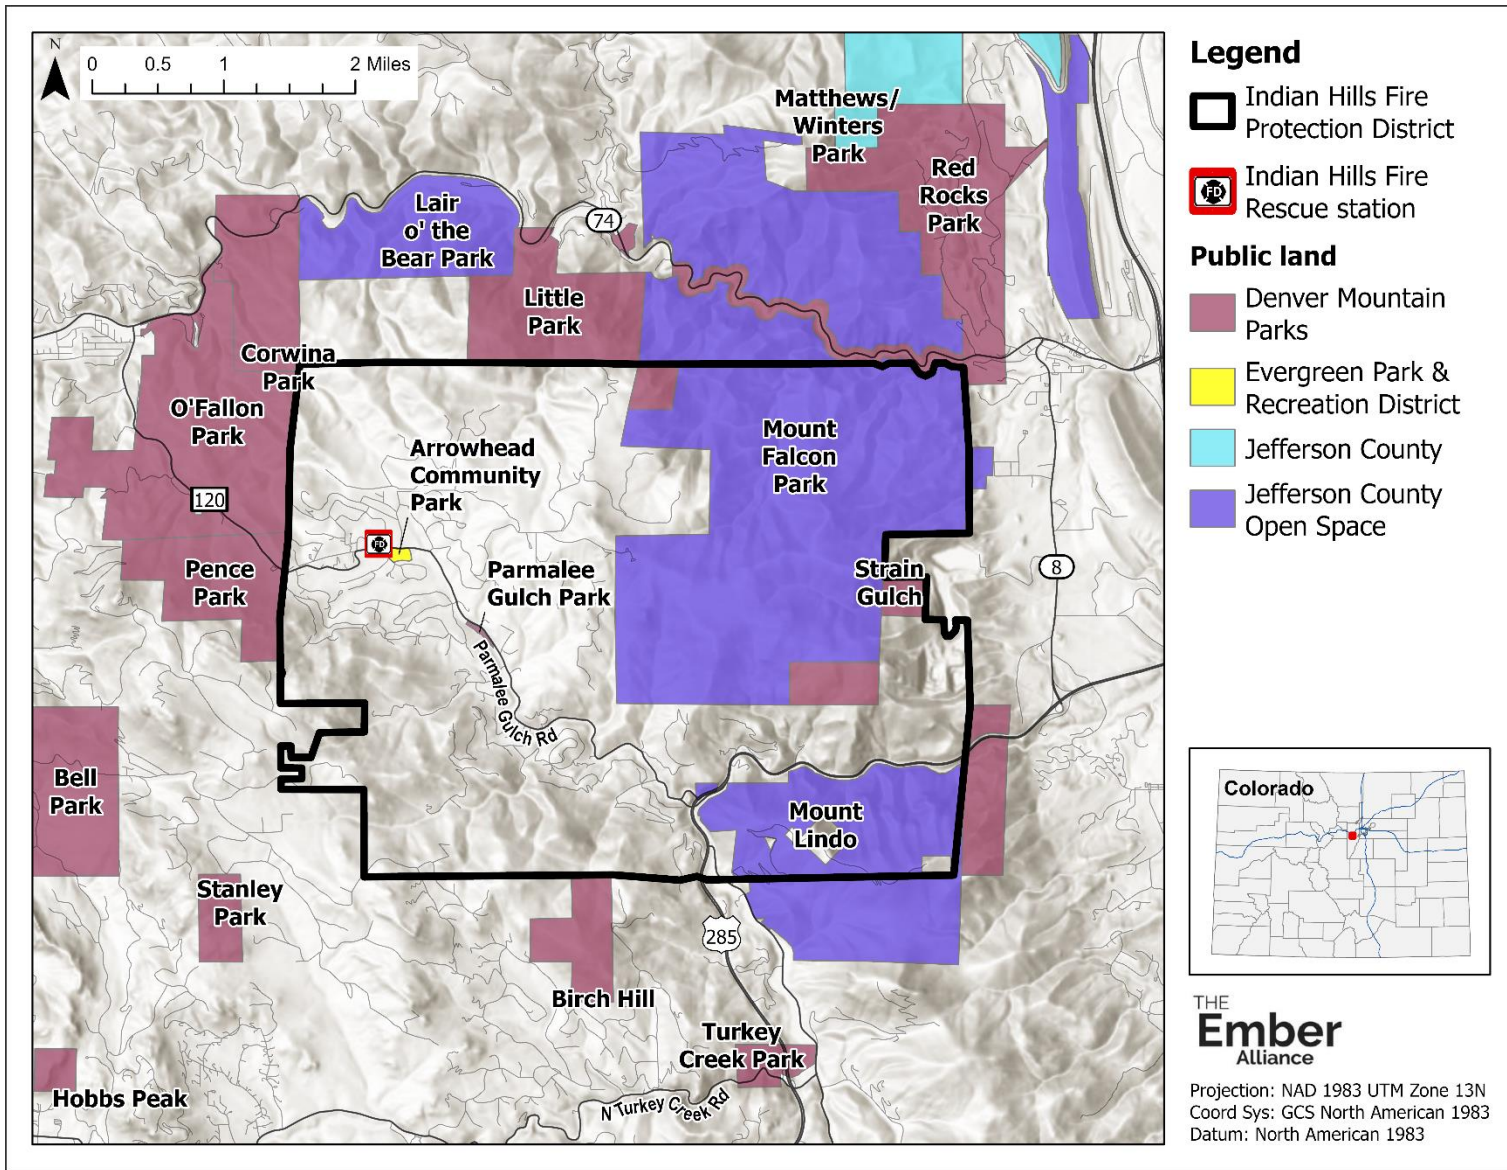 N
0 0.5 1 2 Miles
Matthews/
Winters
Park
Red
Rocks
Park
Lair
o' the
Bear Park
74
Little
Park
Corwina
Park
O'Fallon
Park
Arrowhead
Community
Park
Mount
Falcon
Park
120
FD
Pence
Park
Parmalee
Gulch Park
Strain
Gulch
8
Parmalee Gulch Rd
Bell
Park
Mount
Lindo
Stanley
Park
285
Birch Hill
Turkey
Creek Park
N Turkey Creek Rd
Hobbs Peak
Legend
Indian Hills Fire
Protection District
FD
Indian Hills Fire
Rescue station
Public land
Denver Mountain
Parks
Evergreen Park &
Recreation District
Jefferson County
Jefferson County
Open Space
Colorado
THE
Ember
Alliance
Projection: NAD 1983 UTM Zone 13N
Coord Sys: GCS North American 1983
Datum: North American 1983